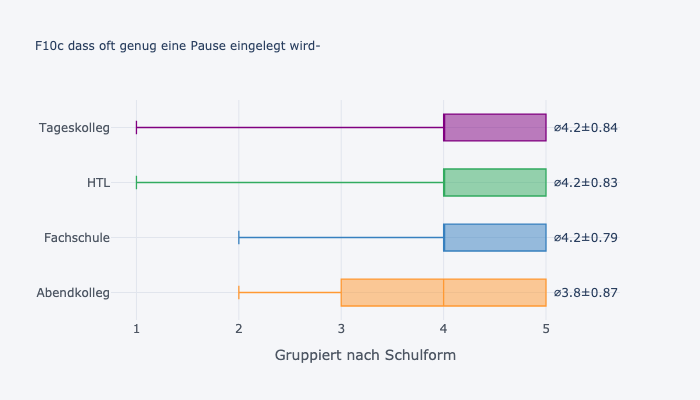 F10c dass oft genug eine Pause eingelegt wird-
Tageskolleg ⌀4.2±0.84
HTL ⌀4.2±0.83
Fachschule ⌀4.2±0.79
Abendkolleg ⌀3.8±0.87
1 2 3 4 5
Gruppiert nach Schulform